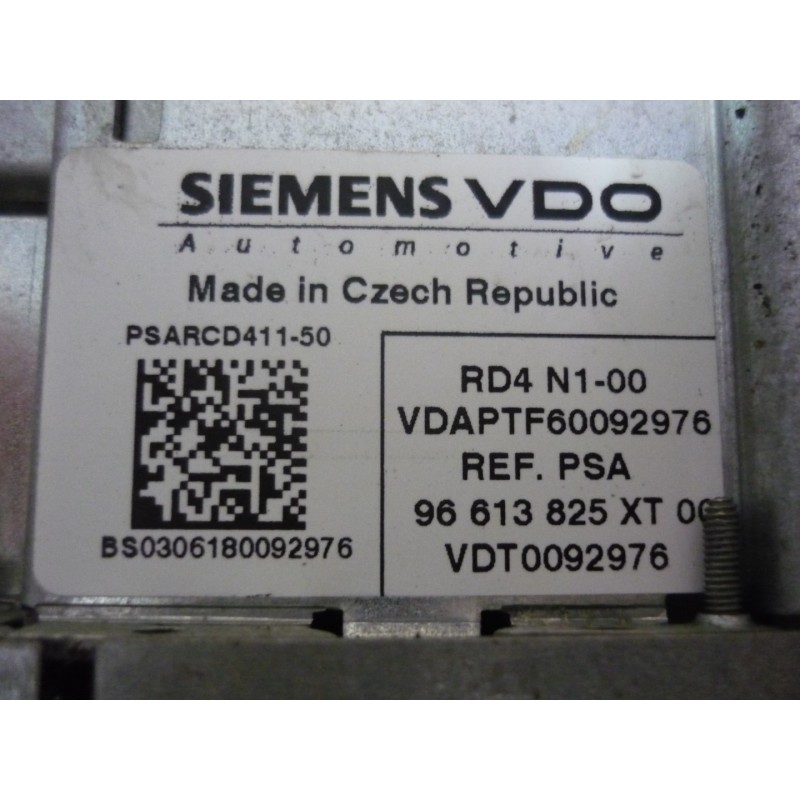 SIEMENS VDO
Automotive
Made in Czech Republic
PSARCD411-50
BS0306180092976
RD4 N1-00
VDAPTF60092976
REF. PSA
96 613 825 XT
VDT0092976